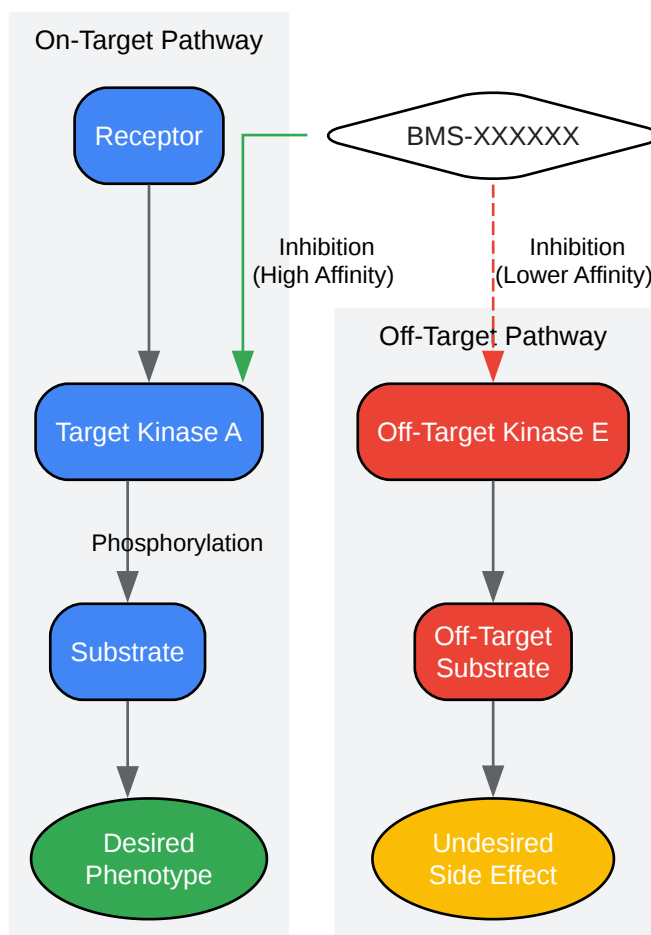 On-Target Pathway
Receptor
BMS-XXXXXX
Inhibition
(High Affinity)
Inhibition
(Lower Affinity)
Off-Target Pathway
Target Kinase A
Off-Target Kinase E
Phosphorylation
Substrate
Off-Target
Substrate
Desired
Phenotype
Undesired
Side Effect